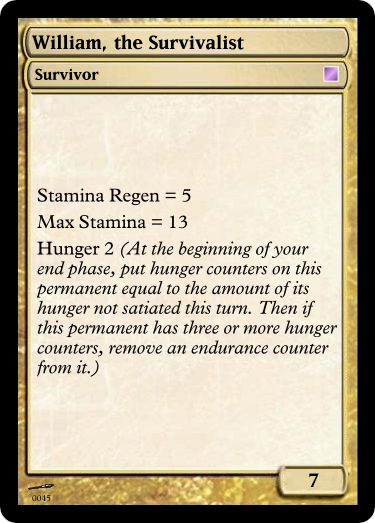 William, the Survivalist
Survivor
Stamina Regen = 5
Max Stamina = 13
Hunger 2 (At the beginning of your
end phase, put hunger counters on this
permanent equal to the amount of its
hunger not satiated this turn. Then if
this permanent has three or more hunger
counters, remove an endurance counter
from it.)
7
0045